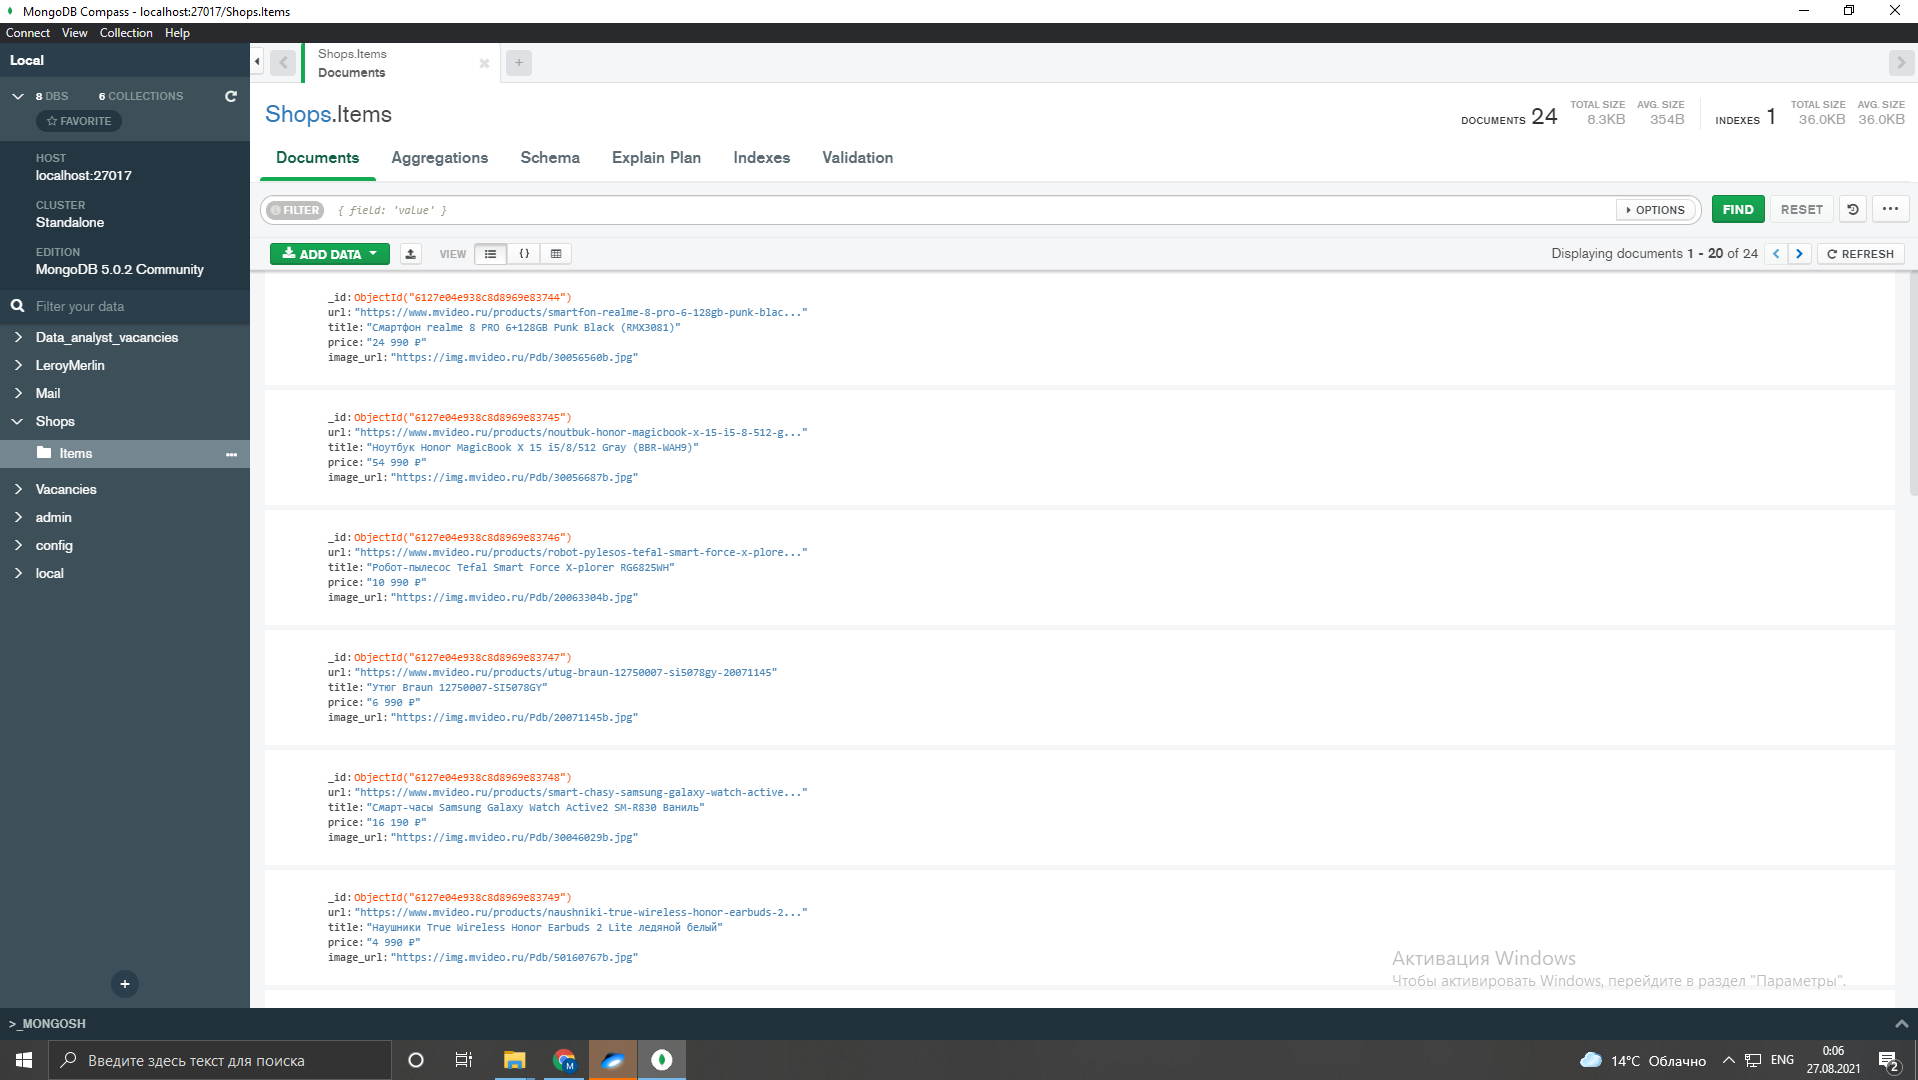 MongoDB Compass - localhost:27017/Shops.Items
Connect View Collection Help
Local
8 DBS 6 COLLECTIONS
FAVORITE
HOST
localhost:27017
CLUSTER
Standalone
EDITION
MongoDB 5.0.2 Community
Filter your data
Data_analyst_vacancies
LeroyMerlin
Mail
Shops
Items
Vacancies
admin
config
local
Shops.Items
Documents
Shops.Items
DOCUMENTS 24
TOTAL SIZE
8.3KB
AVG. SIZE
354B
INDEXES 1
TOTAL SIZE
36.0KB
AVG. SIZE
36.0KB
Documents Aggregations Schema Explain Plan Indexes Validation
FILTER { field: 'value' } OPTIONS FIND RESET
ADD DATA VIEW Displaying documents 1 - 20 of 24 REFRESH
_id: ObjectId("6127e04e938c8d8969e83744")
url: "https://www.mvideo.ru/products/smartfon-realme-8-pro-6-128gb-punk-blac..."
title: "Смартфон realme 8 PRO 6+128GB Punk Black (RMX3081)"
price: "24 990 ₽"
image_url: "https://img.mvideo.ru/Pdb/30056560b.jpg"
_id: ObjectId("6127e04e938c8d8969e83745")
url: "https://www.mvideo.ru/products/noutbuk-honor-magicbook-x-15-i5-8-512-g..."
title: "Ноутбук Honor MagicBook X 15 i5/8/512 Gray (BBR-WAH9)"
price: "54 990 ₽"
image_url: "https://img.mvideo.ru/Pdb/30056687b.jpg"
_id: ObjectId("6127e04e938c8d8969e83746")
url: "https://www.mvideo.ru/products/robot-pylesos-tefal-smart-force-x-plore..."
title: "Робот-пылесос Tefal Smart Force X-plorer RG6825WH"
price: "10 990 ₽"
image_url: "https://img.mvideo.ru/Pdb/20063304b.jpg"
_id: ObjectId("6127e04e938c8d8969e83747")
url: "https://www.mvideo.ru/products/utug-braun-12750007-si5078gy-20071145"
title: "Утюг Braun 12750007-SI5078GY"
price: "6 990 ₽"
image_url: "https://img.mvideo.ru/Pdb/20071145b.jpg"
_id: ObjectId("6127e04e938c8d8969e83748")
url: "https://www.mvideo.ru/products/smart-chasy-samsung-galaxy-watch-active..."
title: "Смарт-часы Samsung Galaxy Watch Active2 SM-R830 Ваниль"
price: "16 190 ₽"
image_url: "https://img.mvideo.ru/Pdb/30046029b.jpg"
_id: ObjectId("6127e04e938c8d8969e83749")
url: "https://www.mvideo.ru/products/naushniki-true-wireless-honor-earbuds-2..."
title: "Наушники True Wireless Honor Earbuds 2 Lite ледяной белый"
price: "4 990 ₽"
image_url: "https://img.mvideo.ru/Pdb/50160767b.jpg"
Активация Windows
Чтобы активировать Windows, перейдите в раздел "Параметры".
>_MONGOSH
Введите здесь текст для поиска
M
14°C Облачно
ENG
0:06
27.08.2021
2